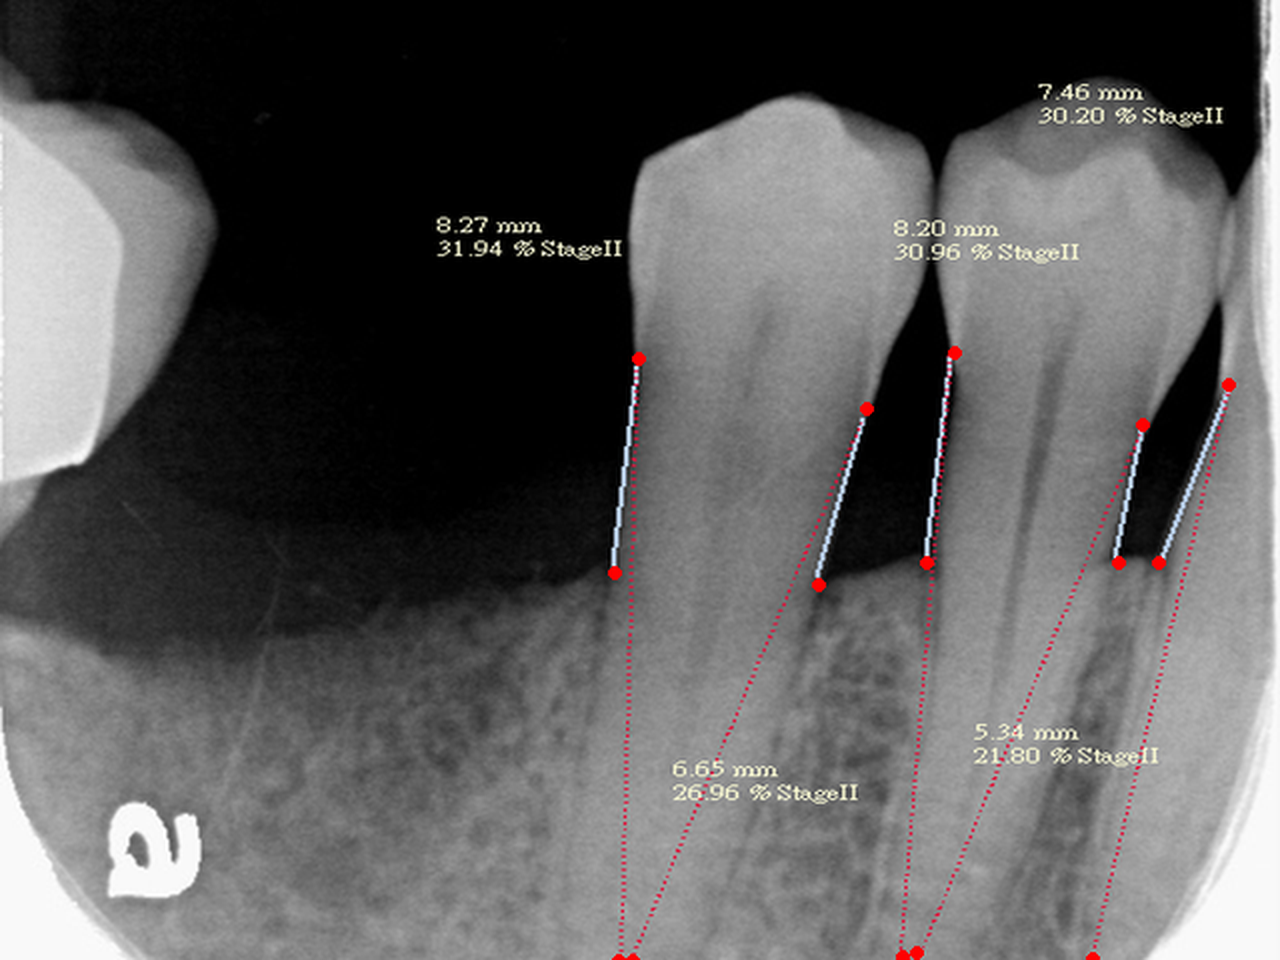 7.46 mm
30.20 % StageII
8.27 mm
31.94 % StageII
8.20 mm
30.96 % StageII
5.34 mm
21.80 % StageII
6.65 mm
26.96 % StageII
a